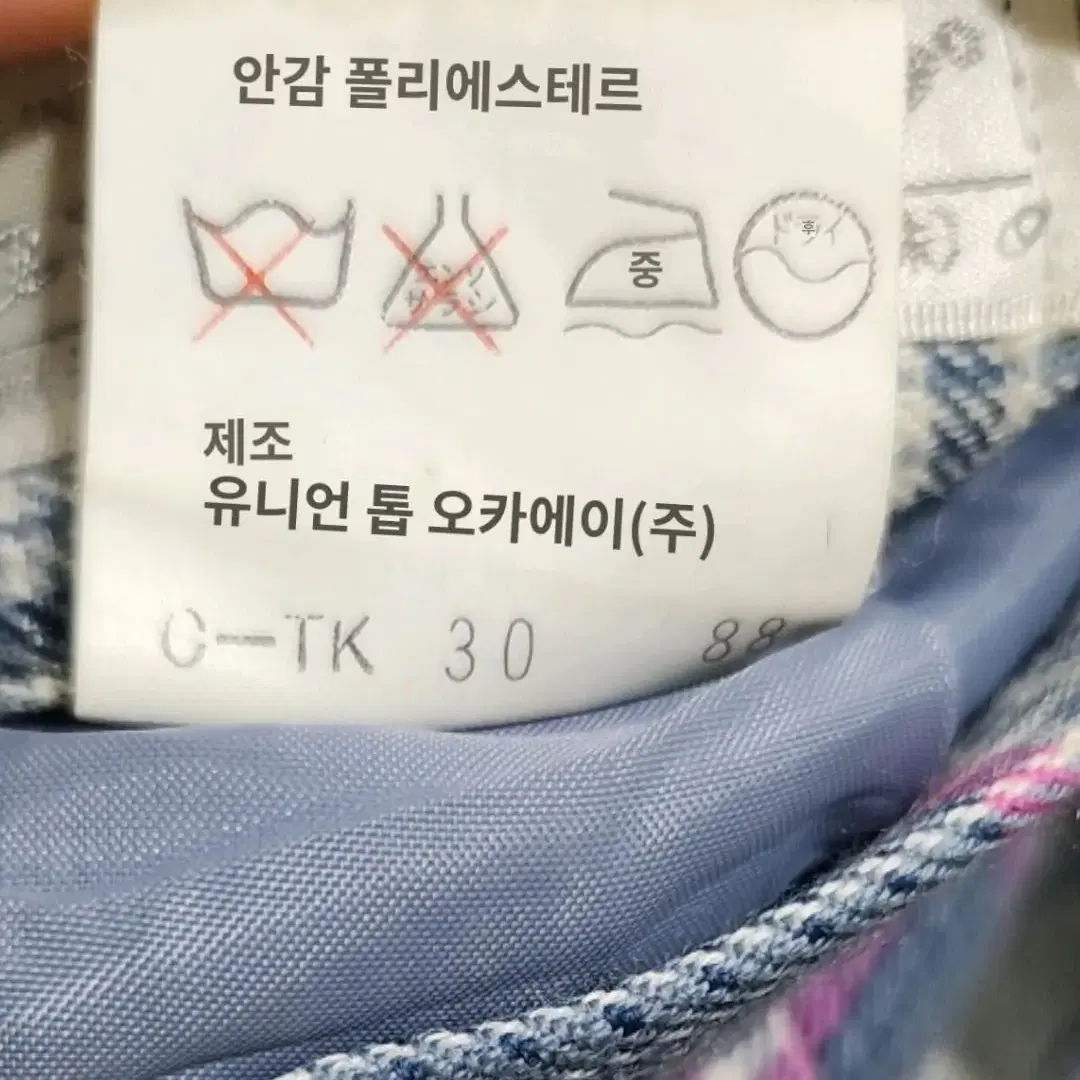 안감 폴리에스테르
중
제조
유니언 톱 오카에이(주)
C-TK 30 88